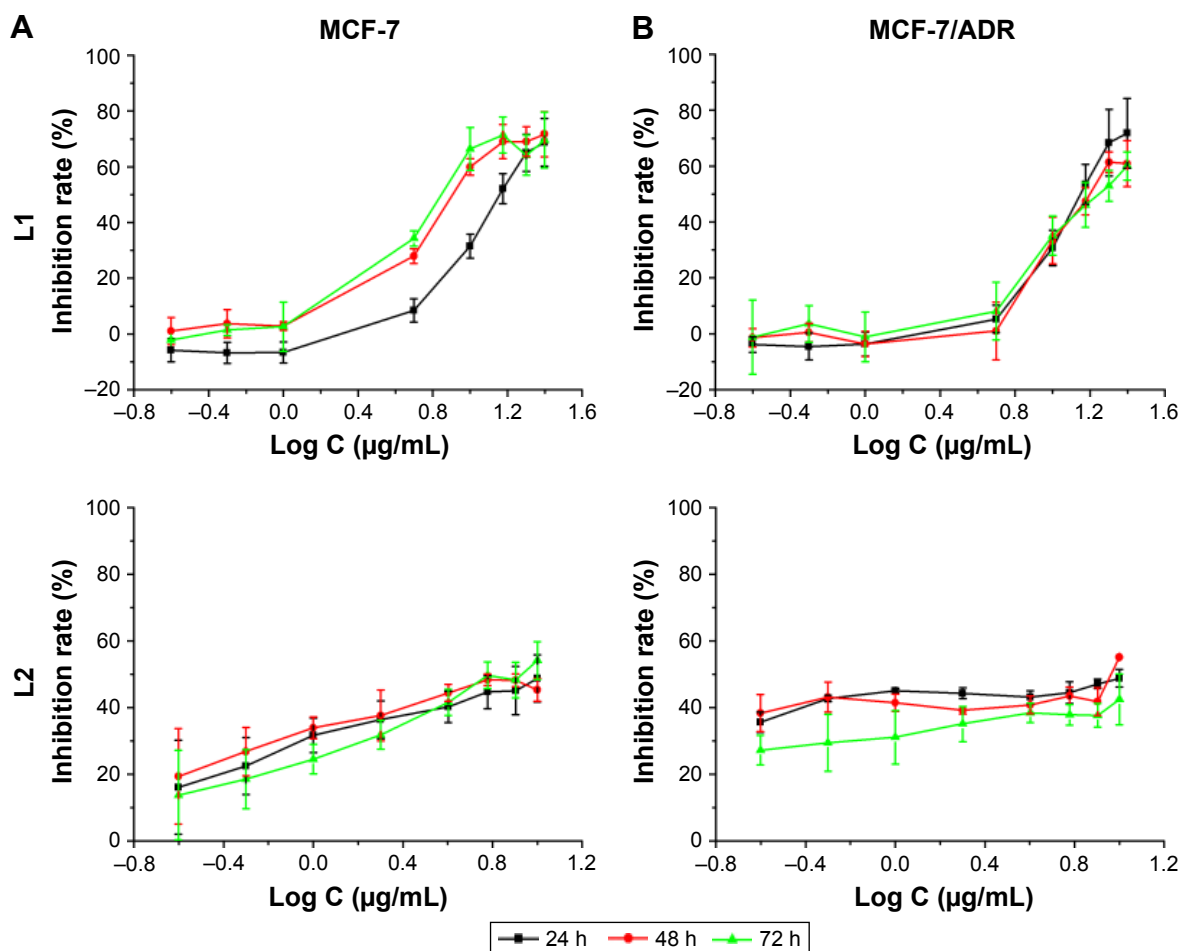 A MCF-7 B MCF-7/ADR
L1
Inhibition rate (%)
100
80
60
40
20
0
–20
–0.8 –0.4 0.0 0.4 0.8 1.2 1.6
Log C (µg/mL)
Inhibition rate (%)
100
80
60
40
20
0
–20
–0.8 –0.4 0.0 0.4 0.8 1.2 1.6
Log C (µg/mL)
L2
Inhibition rate (%)
100
80
60
40
20
0
–0.8 –0.4 0.0 0.4 0.8 1.2
Log C (µg/mL)
Inhibition rate (%)
100
80
60
40
20
0
–0.8 –0.4 0.0 0.4 0.8 1.2
Log C (µg/mL)
24 h 48 h 72 h